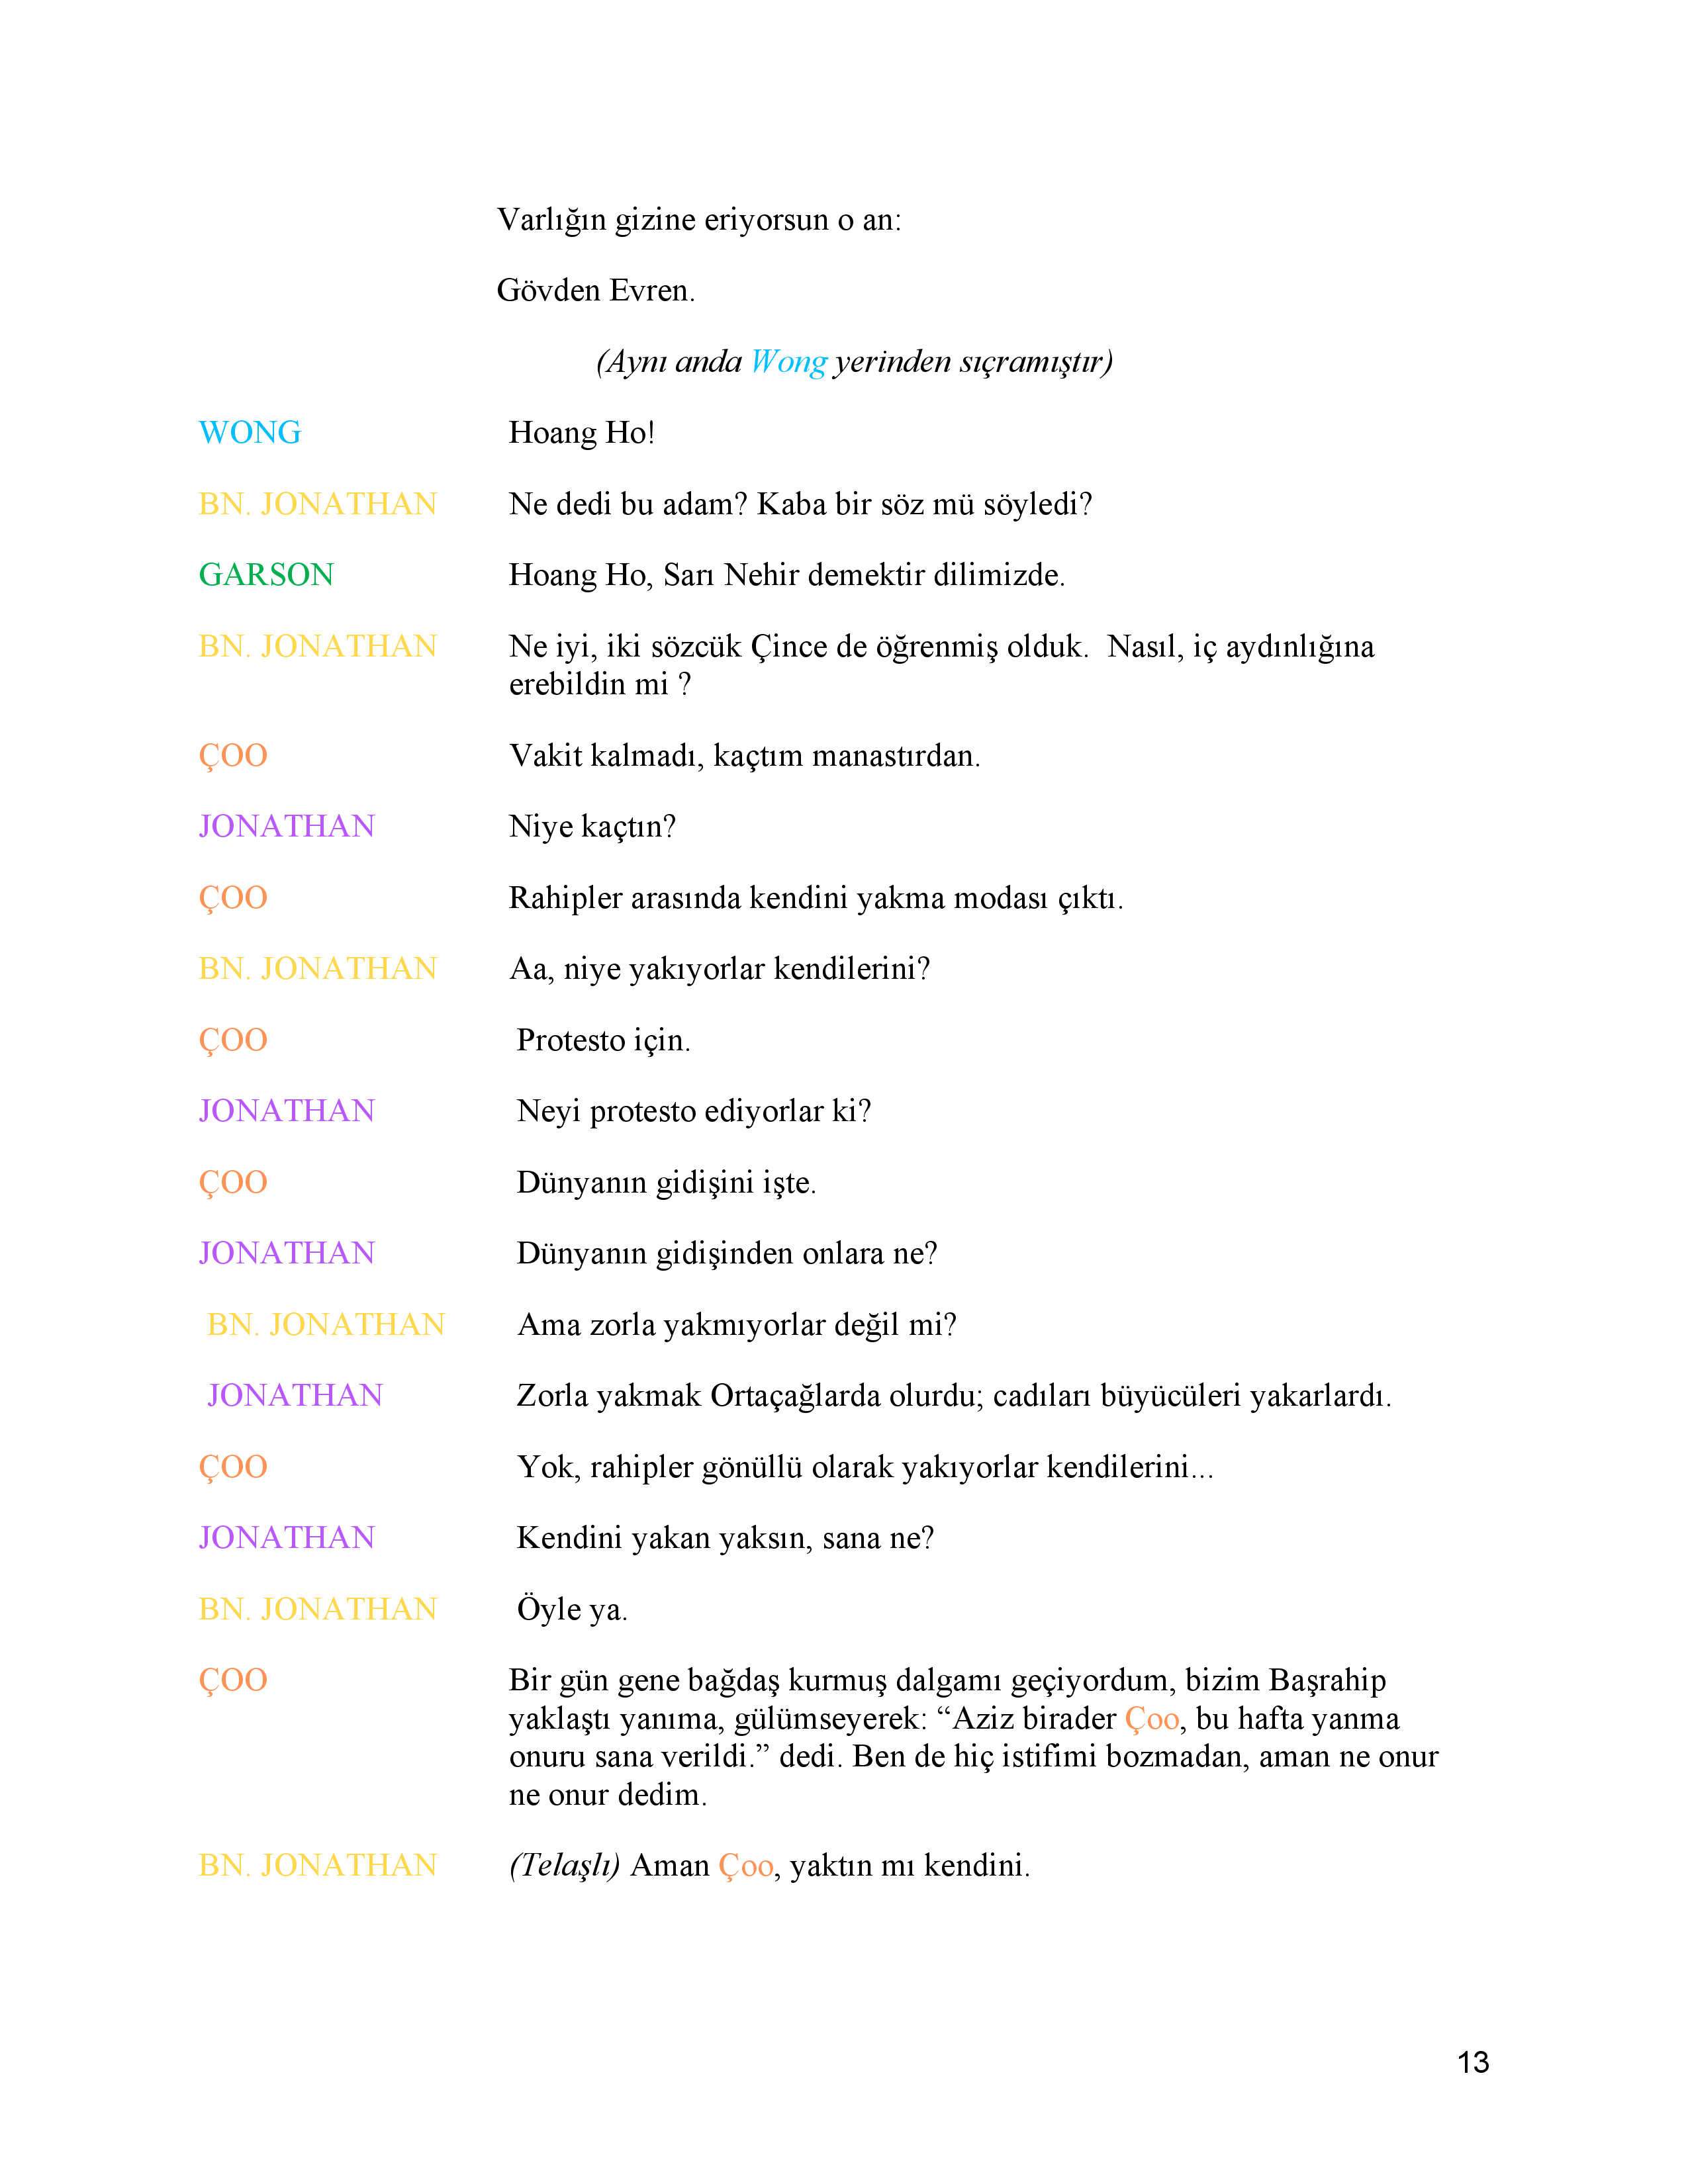 Varlığın gizine eriyorsun o an:
Gövden Evren.
(Aynı anda Wong yerinden sıçramıştır)
WONG Hoang Ho!
BN. JONATHAN Ne dedi bu adam? Kaba bir söz mü söyledi?
GARSON Hoang Ho, Sarı Nehir demektir dilimizde.
BN. JONATHAN Ne iyi, iki sözcük Çince de öğrenmiş olduk.  Nasıl, iç aydınlığına
erebildin mi ?
ÇOO Vakit kalmadı, kaçtım manastırdan.
JONATHAN Niye kaçtın?
ÇOO Rahipler arasında kendini yakma modası çıktı.
BN. JONATHAN Aa, niye yakıyorlar kendilerini?
ÇOO Protesto için.
JONATHAN Neyi protesto ediyorlar ki?
ÇOO Dünyanın gidişini işte.
JONATHAN Dünyanın gidişinden onlara ne?
BN. JONATHAN Ama zorla yakmıyorlar değil mi?
JONATHAN Zorla yakmak Ortaçağlarda olurdu; cadıları büyücüleri yakarlardı.
ÇOO Yok, rahipler gönüllü olarak yakıyorlar kendilerini...
JONATHAN Kendini yakan yaksın, sana ne?
BN. JONATHAN Öyle ya.
ÇOO Bir gün gene bağdaş kurmuş dalgamı geçiyordum, bizim Başrahip
yaklaştı yanıma, gülümseyerek: “Aziz birader Çoo, bu hafta yanma
onuru sana verildi.” dedi. Ben de hiç istifimi bozmadan, aman ne onur
ne onur dedim.
BN. JONATHAN (Telaşlı) Aman Çoo, yaktın mı kendini.
13